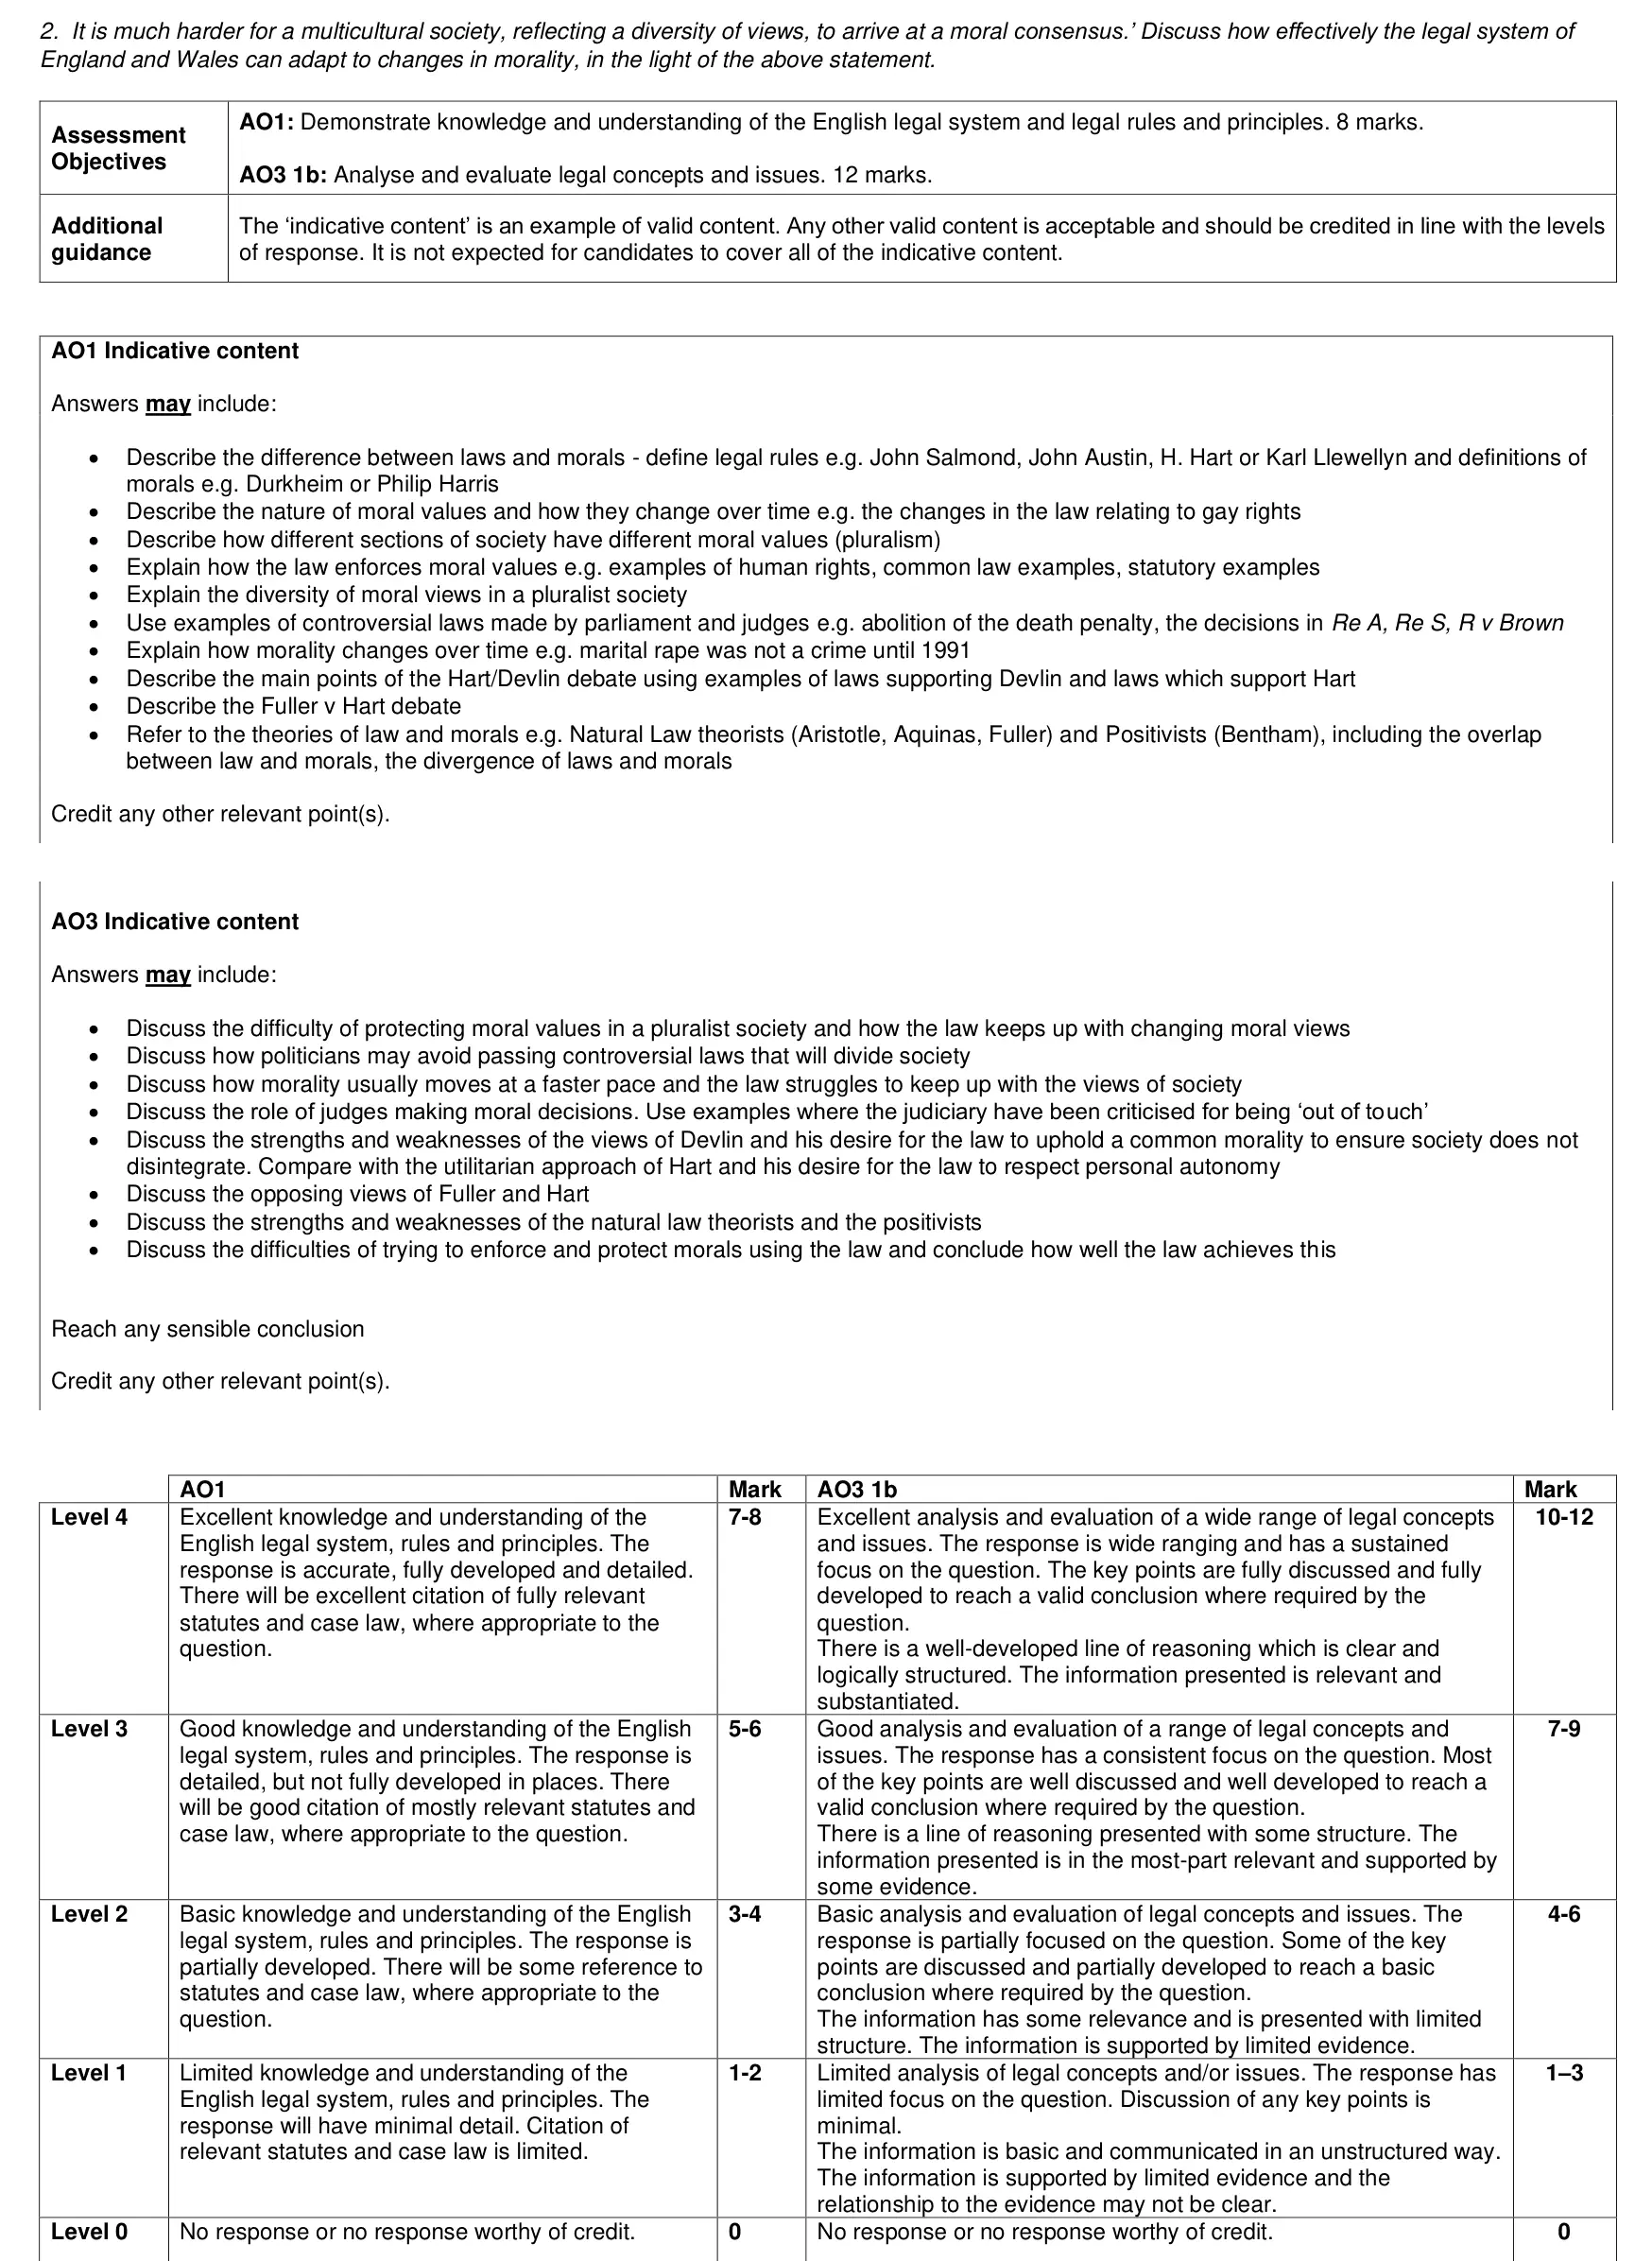 2. It is much harder for a multicultural society, reflecting a diversity of views, to arrive at a moral consensus.’ Discuss how effectively the legal system of
England and Wales can adapt to changes in morality, in the light of the above statement.
Assessment
Objectives
AO1: Demonstrate knowledge and understanding of the English legal system and legal rules and principles. 8 marks.
AO3 1b: Analyse and evaluate legal concepts and issues. 12 marks.
Additional
guidance
The ‘indicative content’ is an example of valid content. Any other valid content is acceptable and should be credited in line with the levels
of response. It is not expected for candidates to cover all of the indicative content.
AO1 Indicative content
Answers may include:
• Describe the difference between laws and morals - define legal rules e.g. John Salmond, John Austin, H. Hart or Karl Llewellyn and definitions of
morals e.g. Durkheim or Philip Harris
• Describe the nature of moral values and how they change over time e.g. the changes in the law relating to gay rights
• Describe how different sections of society have different moral values (pluralism)
• Explain how the law enforces moral values e.g. examples of human rights, common law examples, statutory examples
• Explain the diversity of moral views in a pluralist society
• Use examples of controversial laws made by parliament and judges e.g. abolition of the death penalty, the decisions in Re A, Re S, R v Brown
• Explain how morality changes over time e.g. marital rape was not a crime until 1991
• Describe the main points of the Hart/Devlin debate using examples of laws supporting Devlin and laws which support Hart
• Describe the Fuller v Hart debate
• Refer to the theories of law and morals e.g. Natural Law theorists (Aristotle, Aquinas, Fuller) and Positivists (Bentham), including the overlap
between law and morals, the divergence of laws and morals
Credit any other relevant point(s).
AO3 Indicative content
Answers may include:
• Discuss the difficulty of protecting moral values in a pluralist society and how the law keeps up with changing moral views
• Discuss how politicians may avoid passing controversial laws that will divide society
• Discuss how morality usually moves at a faster pace and the law struggles to keep up with the views of society
• Discuss the role of judges making moral decisions. Use examples where the judiciary have been criticised for being ‘out of touch’
• Discuss the strengths and weaknesses of the views of Devlin and his desire for the law to uphold a common morality to ensure society does not
disintegrate. Compare with the utilitarian approach of Hart and his desire for the law to respect personal autonomy
• Discuss the opposing views of Fuller and Hart
• Discuss the strengths and weaknesses of the natural law theorists and the positivists
• Discuss the difficulties of trying to enforce and protect morals using the law and conclude how well the law achieves this
Reach any sensible conclusion
Credit any other relevant point(s).
AO1 Mark AO3 1b Mark
Level 4
Excellent knowledge and understanding of the
English legal system, rules and principles. The
response is accurate, fully developed and detailed.
There will be excellent citation of fully relevant
statutes and case law, where appropriate to the
question.
7-8
Excellent analysis and evaluation of a wide range of legal concepts
and issues. The response is wide ranging and has a sustained
focus on the question. The key points are fully discussed and fully
developed to reach a valid conclusion where required by the
question.
There is a well-developed line of reasoning which is clear and
logically structured. The information presented is relevant and
substantiated.
10-12
Level 3
Good knowledge and understanding of the English
legal system, rules and principles. The response is
detailed, but not fully developed in places. There
will be good citation of mostly relevant statutes and
case law, where appropriate to the question.
5-6
Good analysis and evaluation of a range of legal concepts and
issues. The response has a consistent focus on the question. Most
of the key points are well discussed and well developed to reach a
valid conclusion where required by the question.
There is a line of reasoning presented with some structure. The
information presented is in the most-part relevant and supported by
some evidence.
7-9
Level 2
Basic knowledge and understanding of the English
legal system, rules and principles. The response is
partially developed. There will be some reference to
statutes and case law, where appropriate to the
question.
3-4
Basic analysis and evaluation of legal concepts and issues. The
response is partially focused on the question. Some of the key
points are discussed and partially developed to reach a basic
conclusion where required by the question.
The information has some relevance and is presented with limited
structure. The information is supported by limited evidence.
4-6
Level 1
Limited knowledge and understanding of the
English legal system, rules and principles. The
response will have minimal detail. Citation of
relevant statutes and case law is limited.
1-2
Limited analysis of legal concepts and/or issues. The response has
limited focus on the question. Discussion of any key points is
minimal.
The information is basic and communicated in an unstructured way.
The information is supported by limited evidence and the
relationship to the evidence may not be clear.
1–3
Level 0
No response or no response worthy of credit.
0
No response or no response worthy of credit.
0